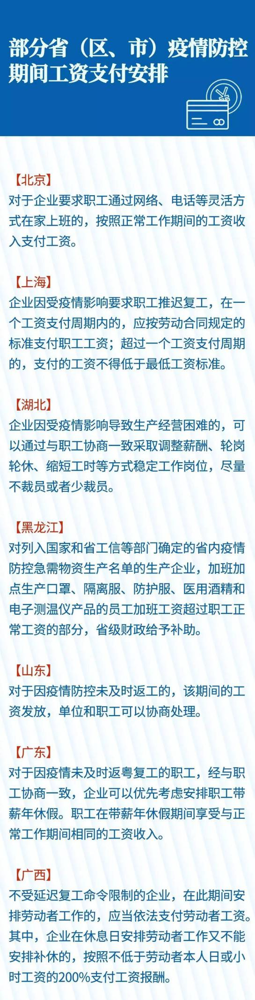 部分省（区、市）疫情防控
期间工资支付安排
【北京】
对于企业要求职工通过网络、电话等灵活方
式在家上班的，按照正常工作期间的工资收
入支付工资。
【上海】
企业因受疫情影响要求职工推迟复工，在一
个工资支付周期内的，应按劳动合同规定的
标准支付职工工资；超过一个工资支付周期
的，支付的工资不得低于最低工资标准。
【湖北】
企业因受疫情影响导致生产经营困难的，可
以通过与职工协商一致采取调整薪酬、轮岗
轮休、缩短工时等方式稳定工作岗位，尽量
不裁员或者少裁员。
【黑龙江】
对列入国家和省工信等部门确定的省内疫情
防控急需物资生产名单的生产企业，加班加
点生产口罩、隔离服、防护服、医用酒精和
电子测温仪产品的员工加班工资超过职工正
常工资的部分，省级财政给予补助。
【山东】
对于因疫情防控未及时返工的，该期间的工
资发放，单位和职工可以协商处理。
【广东】
对于因疫情未及时返粤复工的职工，经与职
工协商一致，企业可以优先考虑安排职工带
薪年休假。职工在带薪年休假期间享受与正
常工作期间相同的工资收入。
【广西】
不受延迟复工命令限制的企业，在此期间安
排劳动者工作的，应当依法支付劳动者工资。
其中，企业在休息日安排劳动者工作又不能
安排补休的，按照不低于劳动者本人日或小
时工资的200%支付工资报酬。